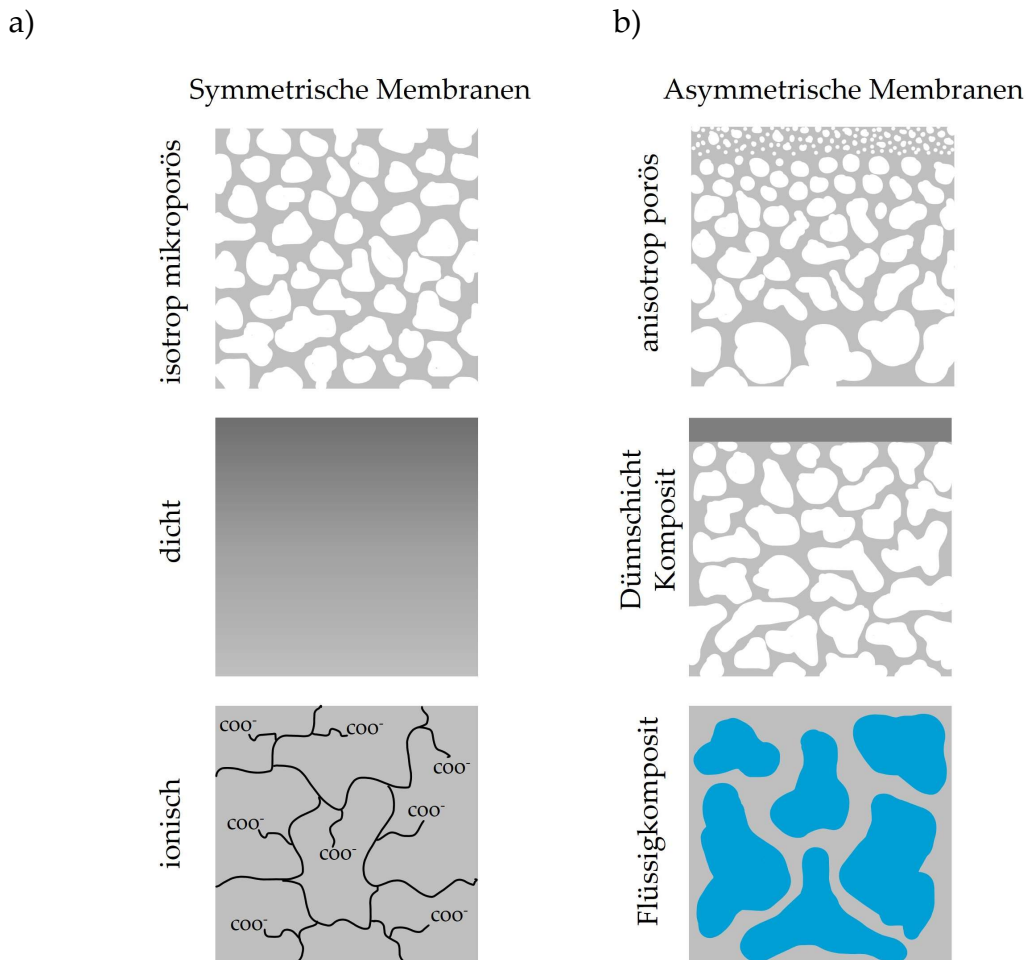 a)
b)
Symmetrische Membranen
Asymmetrische Membranen
isotrop mikroporös
anisotrop porös
dicht
Dünnschicht
Komposit
ionisch
coo⁻
coo⁻
coo⁻
coo⁻
coo⁻
coo⁻
coo⁻
coo⁻
Flüssigkomposit